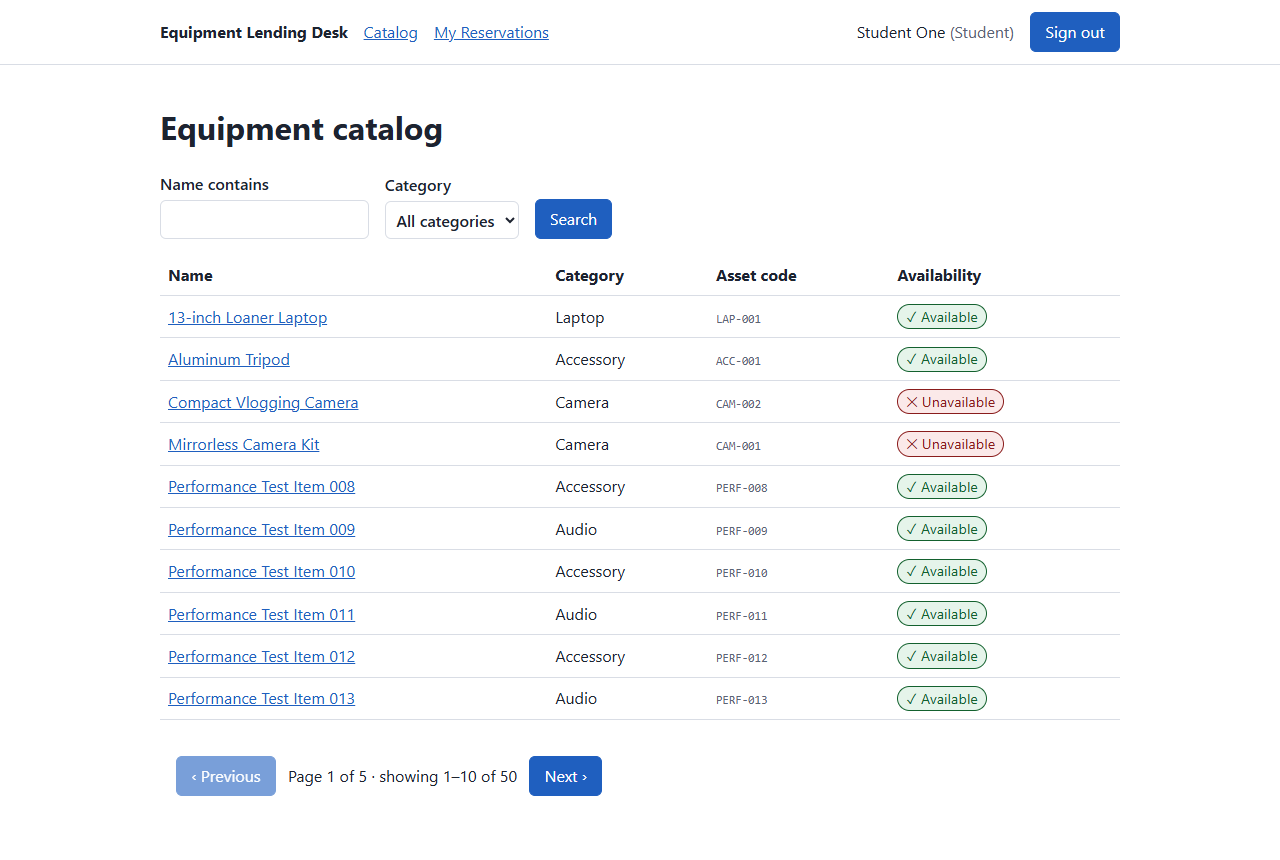 Equipment Lending Desk Catalog My Reservations Student One (Student) Sign out
Equipment catalog
Name contains Category
All categories Search
Name Category Asset code Availability
13-inch Loaner Laptop Laptop LAP-001 ✓ Available
Aluminum Tripod Accessory ACC-001 ✓ Available
Compact Vlogging Camera Camera CAM-002 ✕ Unavailable
Mirrorless Camera Kit Camera CAM-001 ✕ Unavailable
Performance Test Item 008 Accessory PERF-008 ✓ Available
Performance Test Item 009 Audio PERF-009 ✓ Available
Performance Test Item 010 Accessory PERF-010 ✓ Available
Performance Test Item 011 Audio PERF-011 ✓ Available
Performance Test Item 012 Accessory PERF-012 ✓ Available
Performance Test Item 013 Audio PERF-013 ✓ Available
‹ Previous Page 1 of 5 · showing 1–10 of 50 Next ›